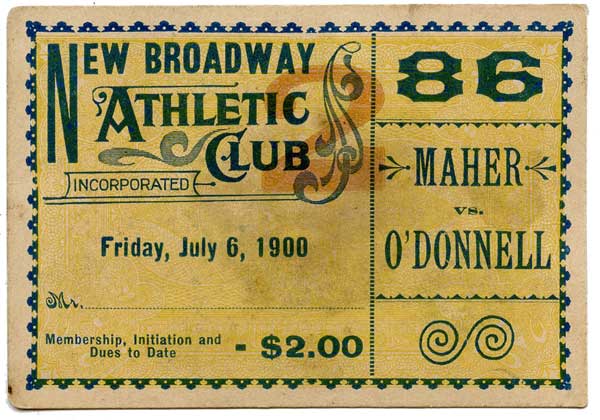 NEW BROADWAY
ATHLETIC
CLUB
INCORPORATED
Friday, July 6, 1900
Mr.
Membership, Initiation and
Dues to Date - $2.00
86
MAHER
vs.
O'DONNELL
2